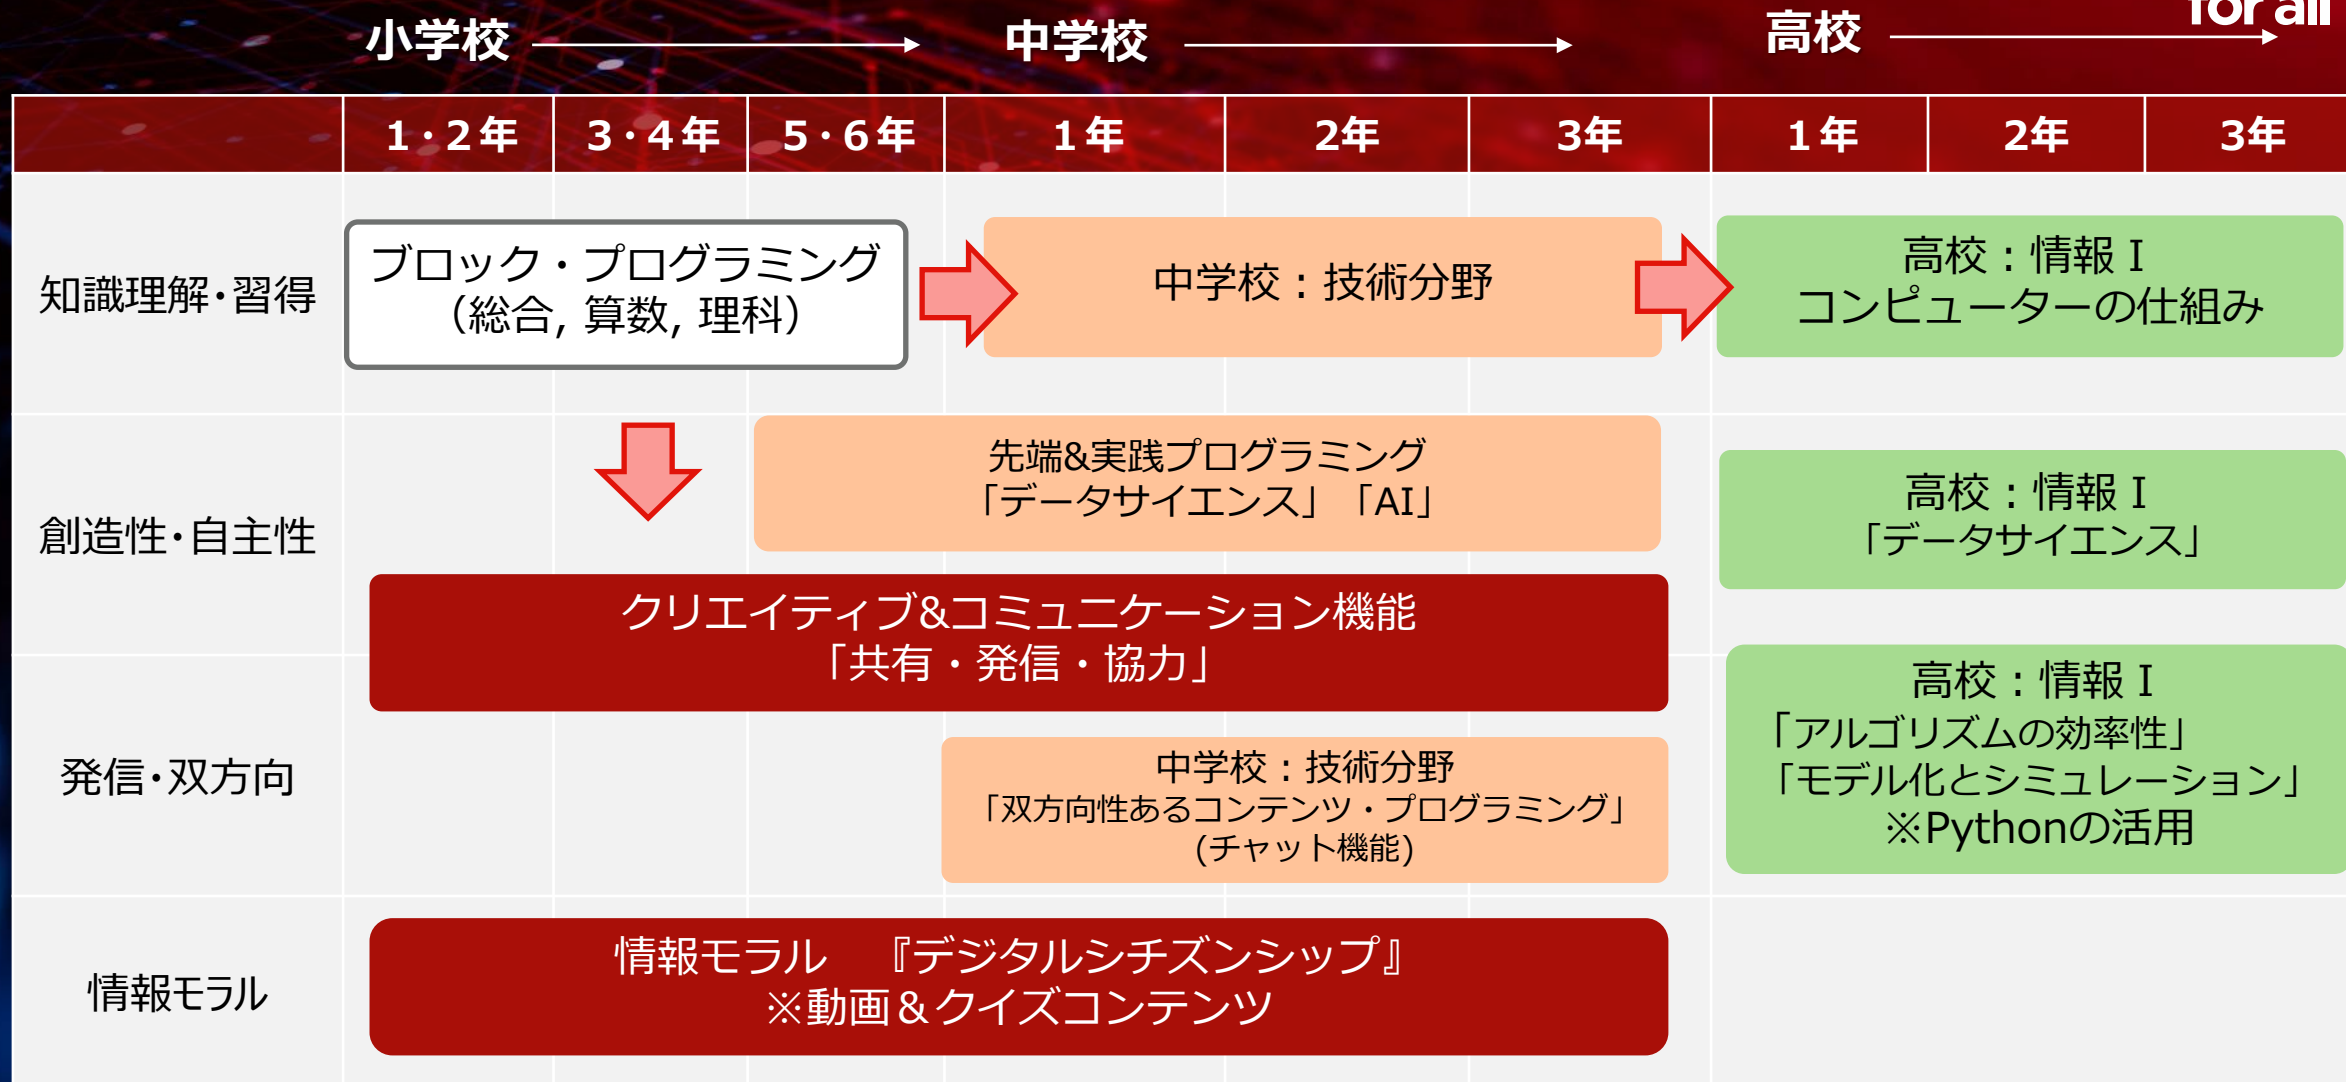 for all
小学校
中学校
高校
1・2年
3・4年
5・6年
1年
2年
3年
1年
2年
3年
知識理解・習得
ブロック・プログラミング
（総合, 算数, 理科）
中学校：技術分野
高校：情報Ⅰ
コンピューターの仕組み
創造性・自主性
先端&実践プログラミング
「データサイエンス」「AI」
高校：情報Ⅰ
「データサイエンス」
クリエイティブ&コミュニケーション機能
「共有・発信・協力」
発信・双方向
中学校：技術分野
「双方向性あるコンテンツ・プログラミング」
(チャット機能)
高校：情報Ⅰ
「アルゴリズムの効率性」
「モデル化とシミュレーション」
※Pythonの活用
情報モラル
情報モラル　『デジタルシチズンシップ』
※動画＆クイズコンテンツ